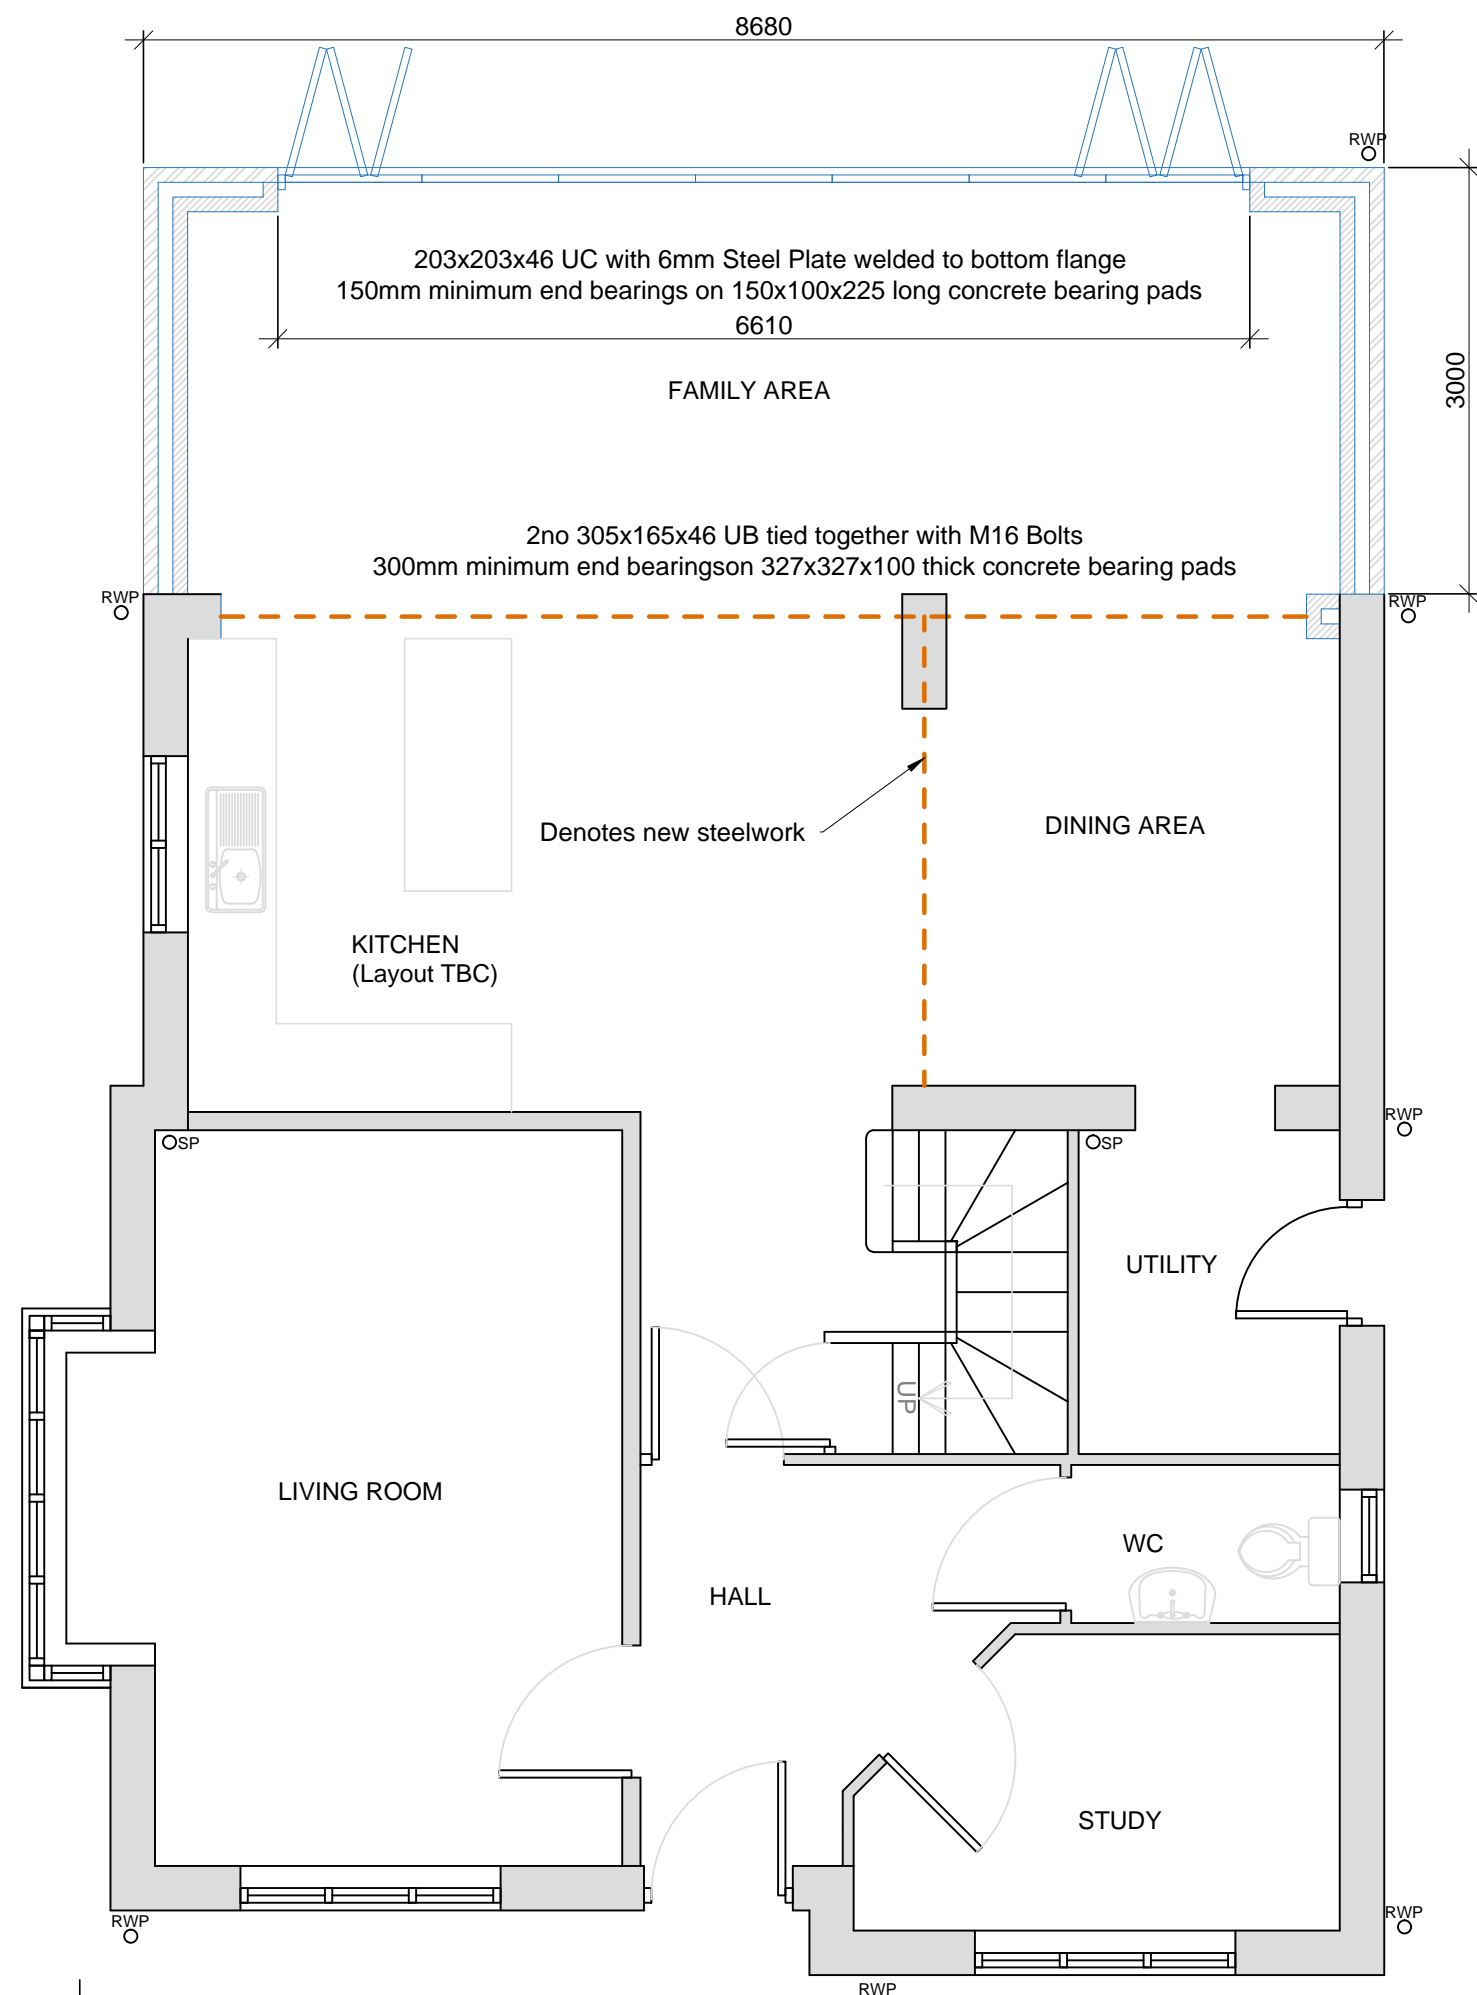 8680
RWP
203x203x46 UC with 6mm Steel Plate welded to bottom flange
150mm minimum end bearings on 150x100x225 long concrete bearing pads
6610
3000
FAMILY AREA
2no 305x165x46 UB tied together with M16 Bolts
300mm minimum end bearingson 327x327x100 thick concrete bearing pads
RWP
RWP
Denotes new steelwork
DINING AREA
KITCHEN
(Layout TBC)
RWP
SP
SP
UTILITY
UP
LIVING ROOM
WC
HALL
STUDY
RWP
RWP
RWP